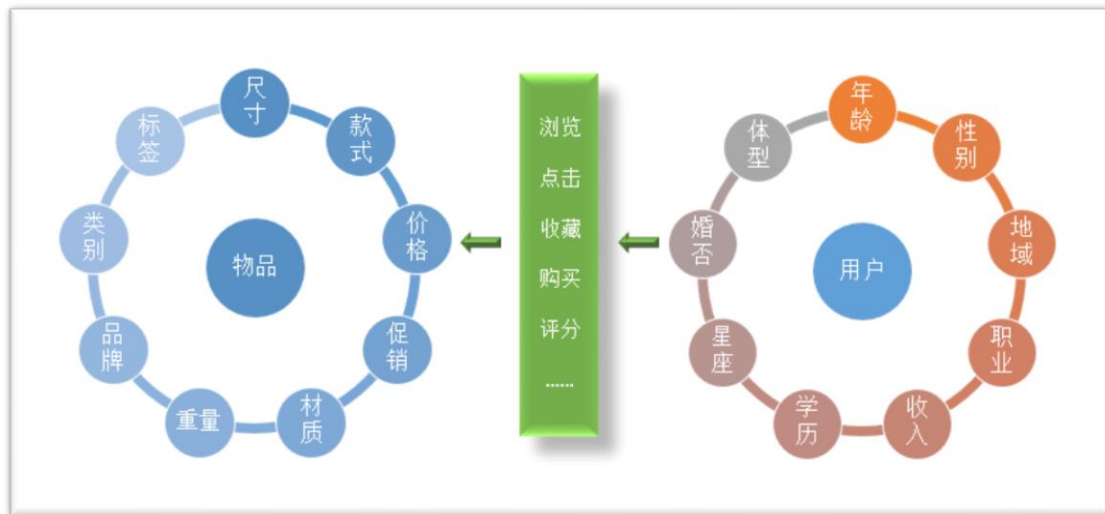 尺寸
款式
价格
促销
材质
重量
品牌
类别
标签
物品
浏览
点击
收藏
购买
评分
......
年龄
性别
地域
职业
收入
学历
星座
婚否
体型
用户